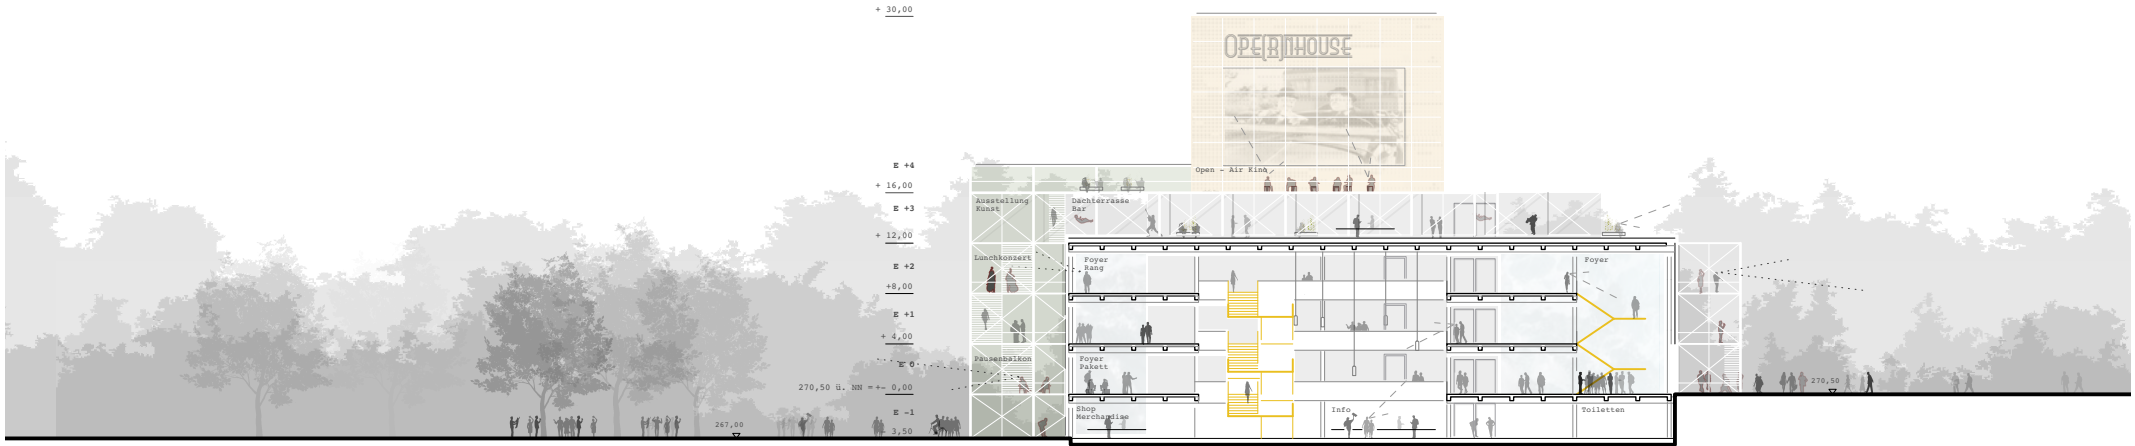 + 30,00
OPE(R)NHOUSE
E +4
Open - Air Kino
+ 16,00
Ausstellung
Kunst
Dachterrasse
Bar
E +3
+ 12,00
Lunchkonzert
Foyer
Rang
Foyer
E +2
+8,00
E +1
+ 4,00
Pausenbalkon
Foyer
Pakett
E 0
270,50 ü. NN =+- 0,00
270,50
E -1
Shop
Merchandise
Info
Toiletten
267,00
3,50